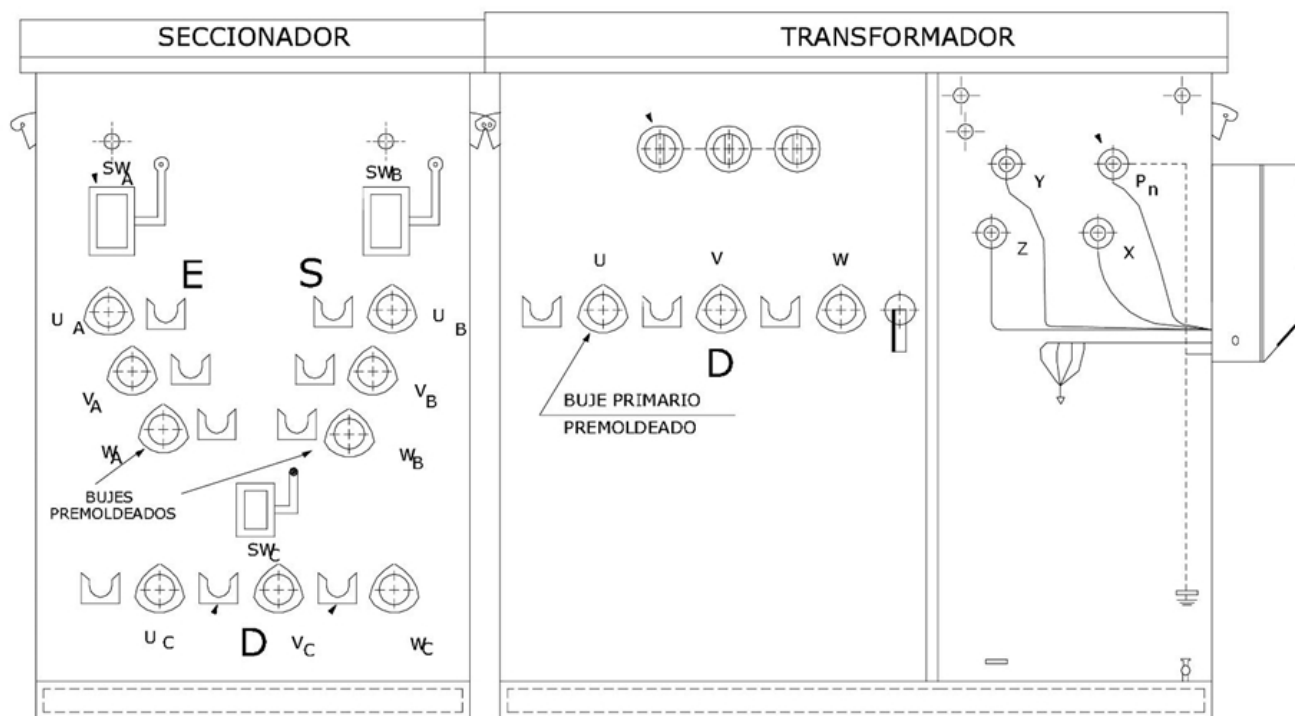 SECCIONADOR
TRANSFORMADOR
SWA
SWB
E
S
UA
UB
VA
VB
WA
WB
BUJES
PREMOLDEADOS
SWC
UC
D
VC
WC
U
V
W
D
BUJE PRIMARIO
PREMOLDEADO
Y
Pn
Z
X